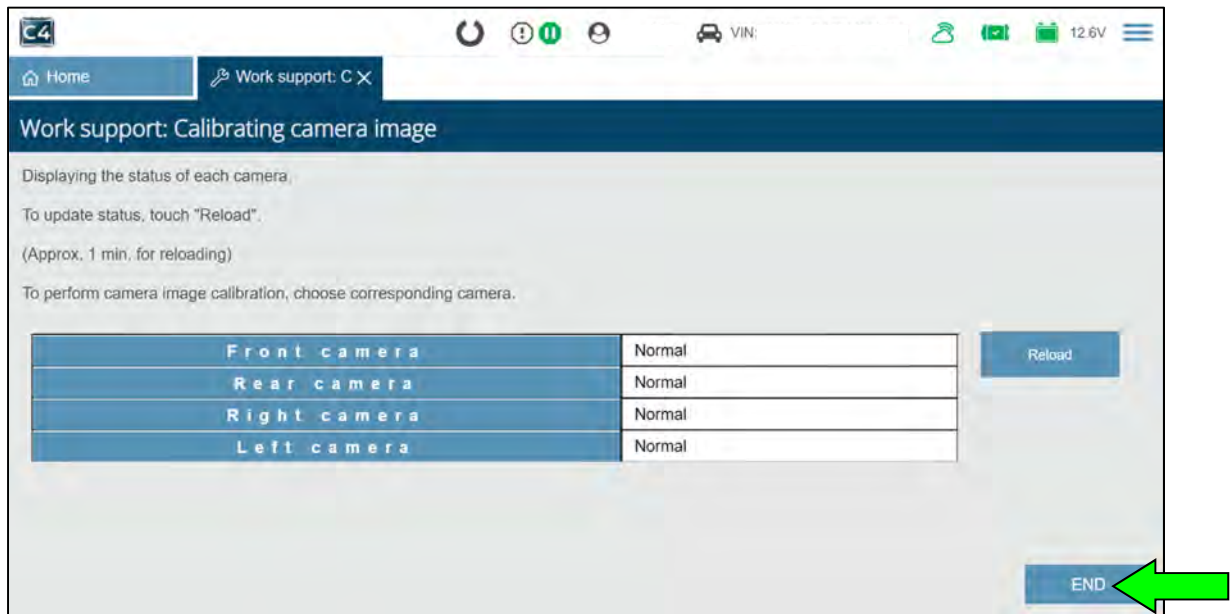 C4
VIN:
12.6V
Home
Work support: C
Work support: Calibrating camera image
Displaying the status of each camera.
To update status, touch "Reload".
(Approx. 1 min. for reloading)
To perform camera image calibration, choose corresponding camera.
Front camera Normal
Reload
Rear camera Normal
Right camera Normal
Left camera Normal
END